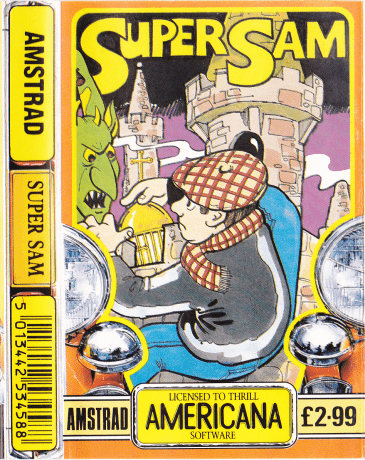 AMSTRAD
SUPER SAM
5 013442 534588
SUPER SAM
AMSTRAD
LICENSED TO THRILL
AMERICANA
SOFTWARE
£2·99